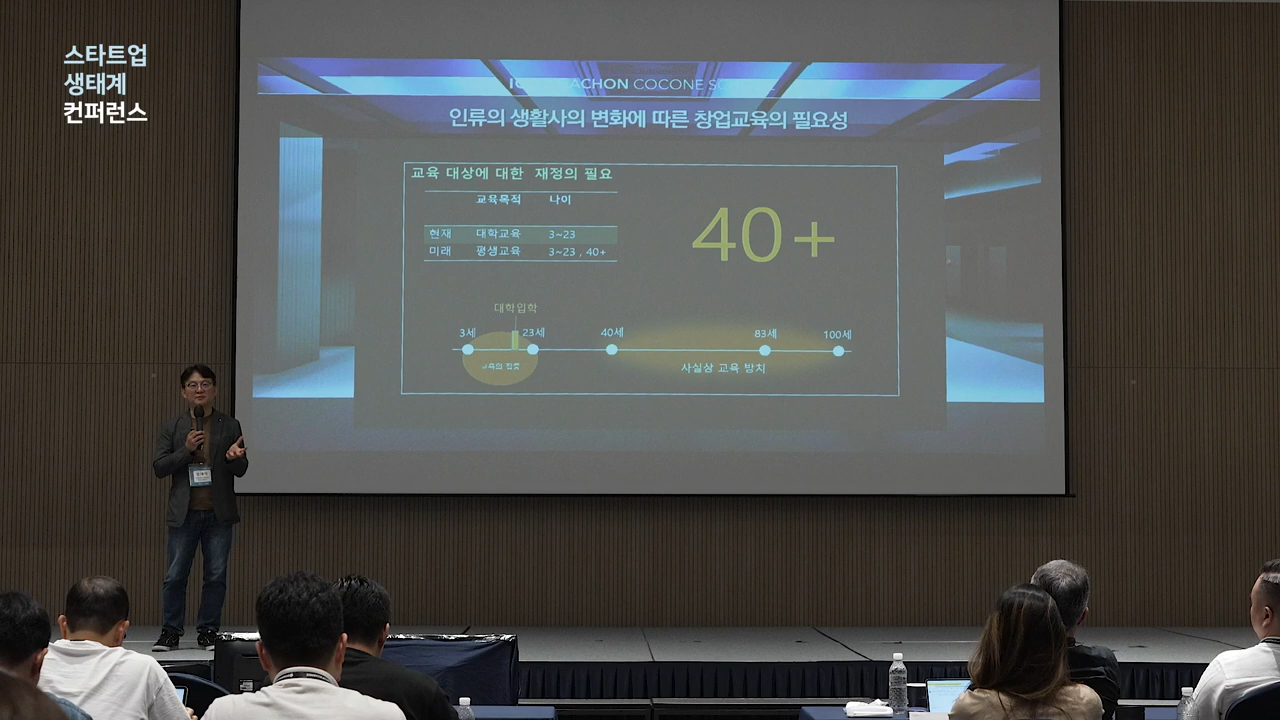 스타트업
생태계
컨퍼런스
ACHON COCONE
인류의 생활사의 변화에 따른 창업교육의 필요성
교육 대상에 대한 재정의 필요
교육목적 나이
현재 대학교육 3~23
미래 평생교육 3~23 , 40+
40+
대학입학
3세 23세 40세 83세 100세
사실상 교육 방치